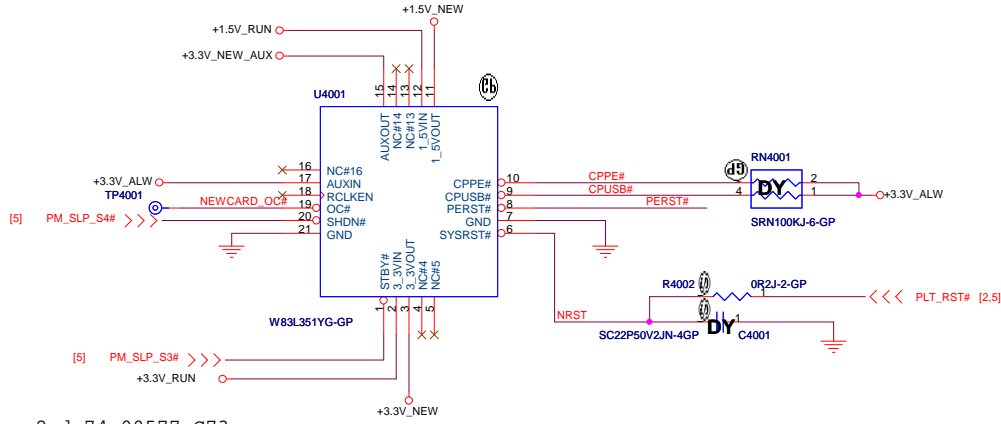 +1.5V_NEW
+1.5V_RUN
+3.3V_NEW_AUX
15
14
13
12
11
U4001
AUXOUT
NC#14
NC#13
1_5VIN
1_5VOUT
16
NC#16
+3.3V_ALW
17
AUXIN
TP4001
18
RCLKEN
NEWCARD_OC#
19
OC#
[5]
PM_SLP_S4#
20
SHDN#
21
GND
CPPE#
10
CPPE#
CPUSB#
9
CPUSB#
PERST#
8
PERST#
GND
7
SYSRST#
6
RN4001
DY
2
4
1
+3.3V_ALW
SRN100KJ-6-GP
STBY#
3_3VIN
3_3VOUT
NC#4
NC#5
1
2
3
4
5
W83L351YG-GP
R4002
0R2J-2-GP
1
PLT_RST# [2,5]
NRST
DY
1
SC22P50V2JN-4GP
C4001
[5]
PM_SLP_S3#
+3.3V_RUN
+3.3V_NEW